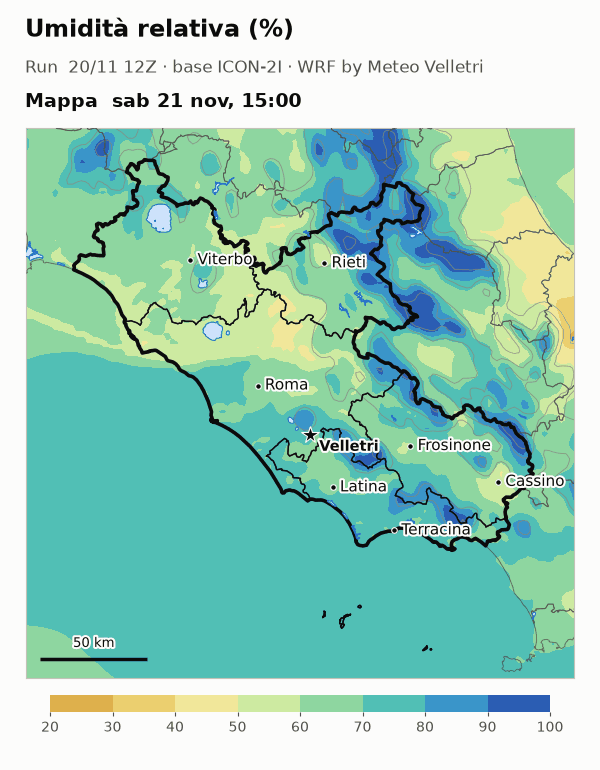 Umidità relativa (%)
Run  20/11 12Z · base ICON-2I · WRF by Meteo Velletri
Mappa  sab 21 nov, 15:00
Viterbo
Rieti
Roma
Velletri
Frosinone
Cassino
Latina
Terracina
50 km
20 30 40 50 60 70 80 90 100